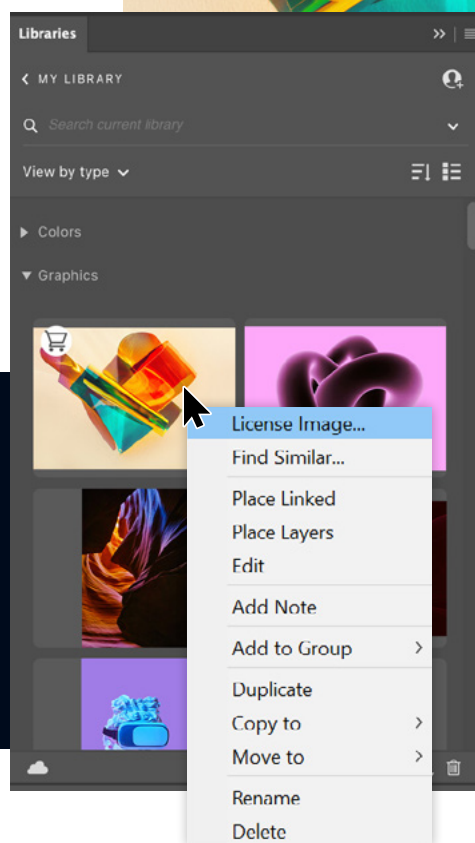 Libraries
MY LIBRARY
Search current library
View by type
Colors
Graphics
License Image...
Find Similar...
Place Linked
Place Layers
Edit
Add Note
Add to Group
Duplicate
Copy to
Move to
Rename
Delete